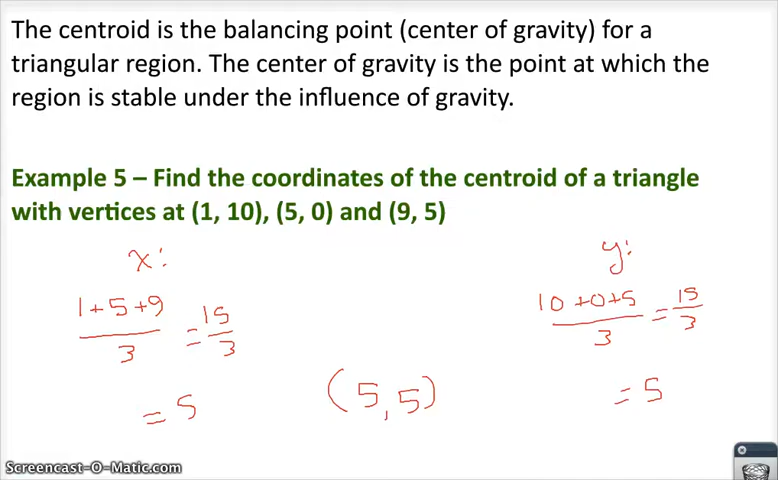 The centroid is the balancing point (center of gravity) for a
triangular region. The center of gravity is the point at which the
region is stable under the influence of gravity.
Example 5 – Find the coordinates of the centroid of a triangle
with vertices at (1, 10), (5, 0) and (9, 5)
x:
1+5+9
3
=
15
3
= 5
(5,5)
y:
10+0+5
3
=
15
3
= 5
Screencast-O-Matic.com